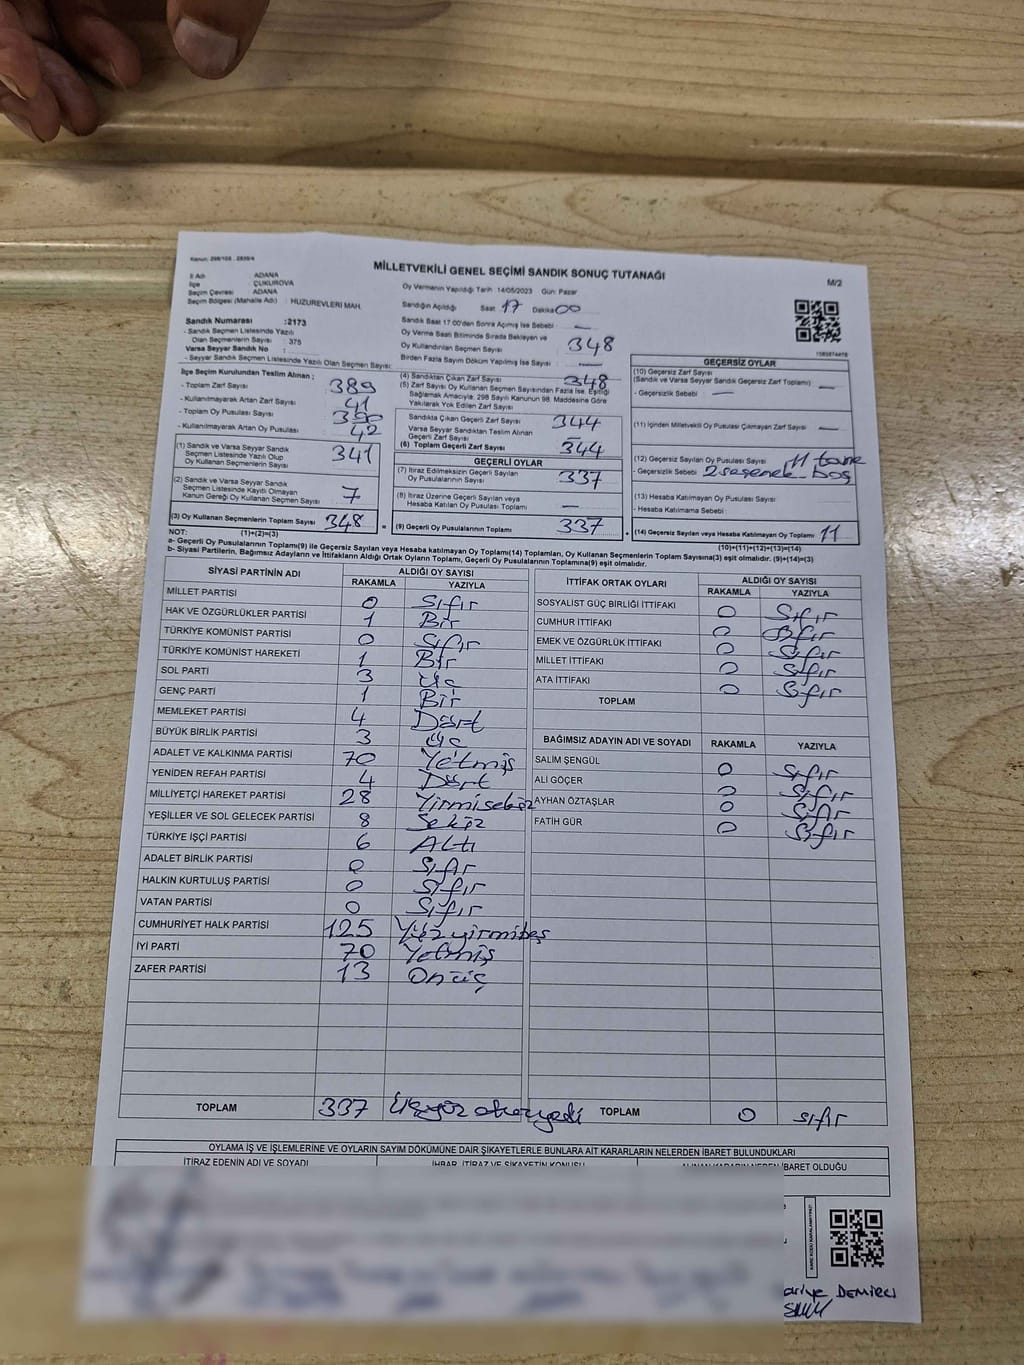 Kanun: 298/105 , 2839/4
MİLLETVEKİLİ GENEL SEÇİMİ SANDIK SONUÇ TUTANAĞI
M/2
İl Adı : ADANA
İlçe : ÇUKUROVA
Seçim Çevresi : ADANA
Seçim Bölgesi (Mahalle Adı) : HUZUREVLERİ MAH.
Oy Vermenin Yapıldığı Tarih :14/05/2023 Gün: Pazar
Sandığın Açıldığı Saat 17 Dakika 00
Sandık Saat 17:00'den Sonra Açılmış İse Sebebi : —
Oy Verme Saati Bitiminde Sırada Bekleyen ve
Oy Kullandırılan Seçmen Sayısı : 348
Birden Fazla Sayım Döküm Yapılmış İse Sayısı : —
Sandık Numarası :2173
- Sandık Seçmen Listesinde Yazılı
Olan Seçmenlerin Sayısı : 375
Varsa Seyyar Sandık No :
- Seyyar Sandık Seçmen Listesinde Yazılı Olan Seçmen Sayısı:
İlçe Seçim Kurulundan Teslim Alınan ;
- Toplam Zarf Sayısı : 389
- Kullanılmayarak Artan Zarf Sayısı : 41
- Toplam Oy Pusulası Sayısı : 390
- Kullanılmayarak Artan Oy Pusulası : 42
(1) Sandık ve Varsa Seyyar Sandık
Seçmen Listesinde Yazılı Olup
Oy Kullanan Seçmenlerin Sayısı : 341
(2) Sandık ve Varsa Seyyar Sandık
Seçmen Listesinde Kayıtlı Olmayan
Kanun Gereği Oy Kullanan Seçmen Sayısı : 7
(3) Oy Kullanan Seçmenlerin Toplam Sayısı : 348
(1)+(2)=(3)
(4) Sandıktan Çıkan Zarf Sayısı : 348
(5) Zarf Sayısı Oy Kullanan Seçmen Sayısından Fazla İse, Eşitliği
Sağlamak Amacıyla, 298 Sayılı Kanunun 98. Maddesine Göre
Yakılarak Yok Edilen Zarf Sayısı :
Sandıkta Çıkan Geçerli Zarf Sayısı : 344
Varsa Seyyar Sandıktan Teslim Alınan
Geçerli Zarf Sayısı : —
(6) Toplam Geçerli Zarf Sayısı : 344
GEÇERLİ OYLAR
(7) İtiraz Edilmeksizin Geçerli Sayılan
Oy Pusulalarının Sayısı : 337
(8) İtiraz Üzerine Geçerli Sayılan veya
Hesaba Katılan Oy Pusulası Toplamı : —
= (9) Geçerli Oy Pusulalarının Toplamı : 337
GEÇERSİZ OYLAR
(10) Geçersiz Zarf Sayısı
(Sandık ve Varsa Seyyar Sandık Geçersiz Zarf Toplamı) : —
- Geçersizlik Sebebi : —
(11) İçinden Milletvekili Oy Pusulası Çıkmayan Zarf Sayısı : —
(12) Geçersiz Sayılan Oy Pusulası Sayısı : 11 tane
- Geçersizlik Sebebi : 2 seçenek_boş
(13) Hesaba Katılmayan Oy Pusulası Sayısı :
- Hesaba Katılmama Sebebi :
+ (14) Geçersiz Sayılan veya Hesaba Katılmayan Oy Toplamı : 11
(10)+(11)+(12)+(13)=(14)
NOT:
a- Geçerli Oy Pusulalarının Toplamı(9) ile Geçersiz Sayılan veya Hesaba katılmayan Oy Toplamı(14) Toplamları, Oy Kullanan Seçmenlerin Toplam Sayısına(3) eşit olmalıdır. (9)+(14)=(3)
b- Siyasi Partilerin, Bağımsız Adayların ve İttifakların Aldığı Ortak Oyların Toplamı, Geçerli Oy Pusulalarının Toplamına(9) eşit olmalıdır.
SİYASİ PARTİNİN ADI ALDIĞI OY SAYISI
RAKAMLA YAZIYLA
MİLLET PARTİSİ 0 Sıfır
HAK VE ÖZGÜRLÜKLER PARTİSİ 1 Bir
TÜRKİYE KOMÜNİST PARTİSİ 0 Sıfır
TÜRKİYE KOMÜNİST HAREKETİ 1 Bir
SOL PARTİ 3 Üç
GENÇ PARTİ 1 Bir
MEMLEKET PARTİSİ 4 Dört
BÜYÜK BİRLİK PARTİSİ 3 Üç
ADALET VE KALKINMA PARTİSİ 70 Yetmiş
YENİDEN REFAH PARTİSİ 4 Dört
MİLLİYETÇİ HAREKET PARTİSİ 28 Yirmisekiz
YEŞİLLER VE SOL GELECEK PARTİSİ 8 Sekiz
TÜRKİYE İŞÇİ PARTİSİ 6 Altı
ADALET BİRLİK PARTİSİ 0 Sıfır
HALKIN KURTULUŞ PARTİSİ 0 Sıfır
VATAN PARTİSİ 0 Sıfır
CUMHURİYET HALK PARTİSİ 125 Yüzyirmibeş
İYİ PARTİ 70 Yetmiş
ZAFER PARTİSİ 13 Onüç
TOPLAM 337 Üçyüz otuzyedi
İTTİFAK ORTAK OYLARI ALDIĞI OY SAYISI
RAKAMLA YAZIYLA
SOSYALİST GÜÇ BİRLİĞİ İTTİFAKI 0 Sıfır
CUMHUR İTTİFAKI 0 Sıfır
EMEK VE ÖZGÜRLÜK İTTİFAKI 0 Sıfır
MİLLET İTTİFAKI 0 Sıfır
ATA İTTİFAKI 0 Sıfır
TOPLAM
BAĞIMSIZ ADAYIN ADI VE SOYADI RAKAMLA YAZIYLA
SALİM ŞENGÜL 0 Sıfır
ALİ GÖÇER 0 Sıfır
AYHAN ÖZTAŞLAR 0 Sıfır
FATİH GÜR 0 Sıfır
TOPLAM 0 sıfır
OYLAMA İŞ VE İŞLEMLERİNE VE OYLARIN SAYIM DÖKÜMÜNE DAİR ŞİKAYETLERLE BUNLARA AİT KARARLARIN NELERDEN İBARET BULUNDUKLARI
İTİRAZ EDENİN ADI VE SOYADI İHBAR, İTİRAZ VE ŞİKAYETİN KONUSU ALINAN KARARIN NEDEN İBARET OLDUĞU
KARE KODU KARALAMAYINIZ!
DEMİRCİ